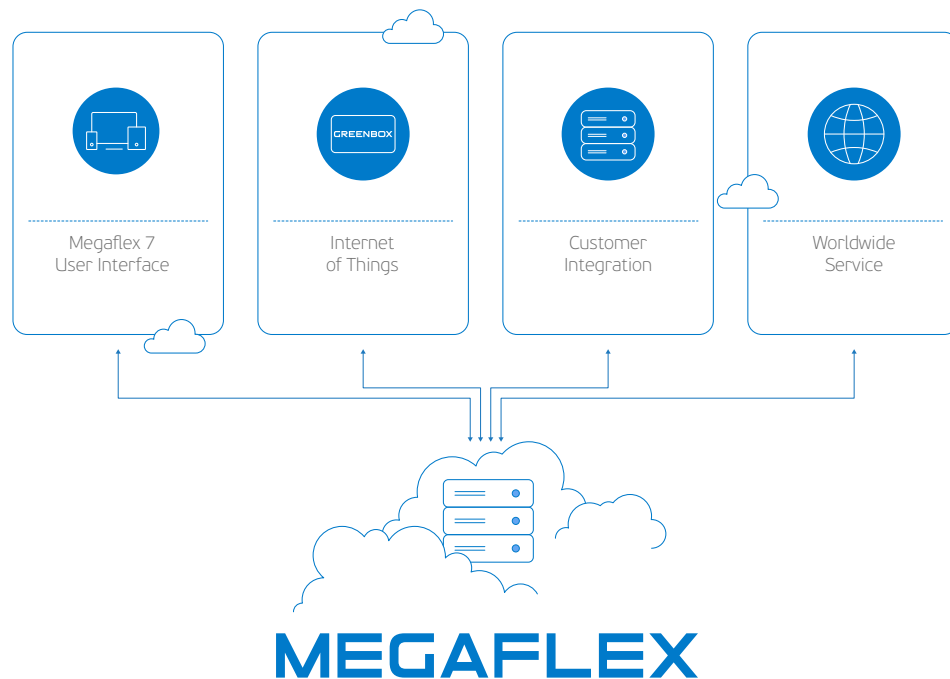 GREENBOX
Megaflex 7
User Interface
Internet
of Things
Customer
Integration
Worldwide
Service
MEGAFLEX